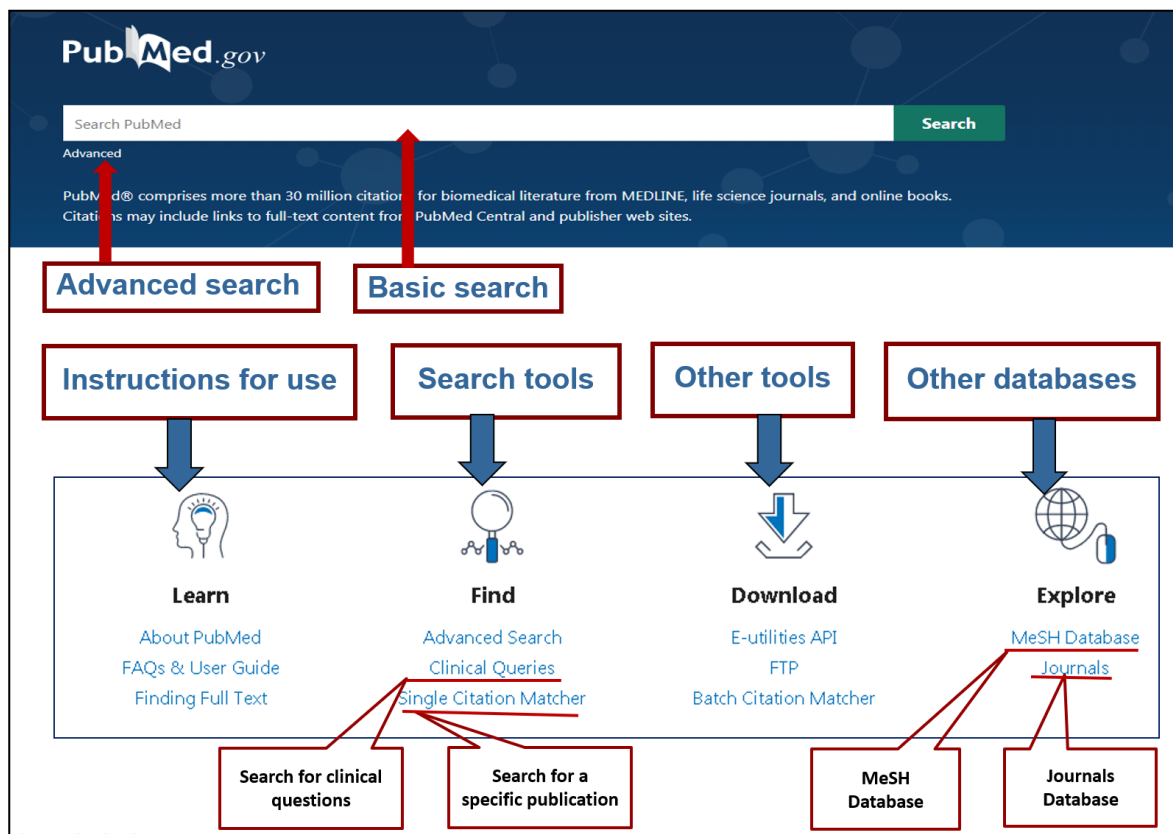 PubMed.gov
Search PubMed
Search
Advanced
PubMed® comprises more than 30 million citations for biomedical literature from MEDLINE, life science journals, and online books.
Citations may include links to full-text content from PubMed Central and publisher web sites.
Advanced search
Basic search
Instructions for use
Search tools
Other tools
Other databases
Learn
About PubMed
FAQs & User Guide
Finding Full Text
Find
Advanced Search
Clinical Queries
Single Citation Matcher
Download
E-utilities API
FTP
Batch Citation Matcher
Explore
MeSH Database
Journals
Search for clinical
questions
Search for a
specific publication
MeSH
Database
Journals
Database